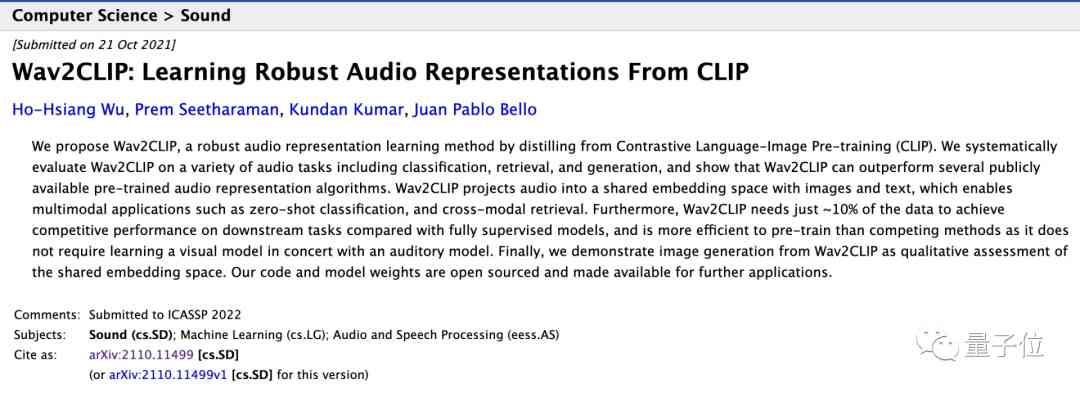 Computer Science > Sound
[Submitted on 21 Oct 2021]
Wav2CLIP: Learning Robust Audio Representations From CLIP
Ho-Hsiang Wu, Prem Seetharaman, Kundan Kumar, Juan Pablo Bello
We propose Wav2CLIP, a robust audio representation learning method by distilling from Contrastive Language-Image Pre-training (CLIP). We systematically
evaluate Wav2CLIP on a variety of audio tasks including classification, retrieval, and generation, and show that Wav2CLIP can outperform several publicly
available pre-trained audio representation algorithms. Wav2CLIP projects audio into a shared embedding space with images and text, which enables
multimodal applications such as zero-shot classification, and cross-modal retrieval. Furthermore, Wav2CLIP needs just ~10% of the data to achieve
competitive performance on downstream tasks compared with fully supervised models, and is more efficient to pre-train than competing methods as it does
not require learning a visual model in concert with an auditory model. Finally, we demonstrate image generation from Wav2CLIP as qualitative assessment of
the shared embedding space. Our code and model weights are open sourced and made available for further applications.
Comments: Submitted to ICASSP 2022
Subjects: Sound (cs.SD); Machine Learning (cs.LG); Audio and Speech Processing (eess.AS)
Cite as: arXiv:2110.11499 [cs.SD]
(or arXiv:2110.11499v1 [cs.SD] for this version)
量子位